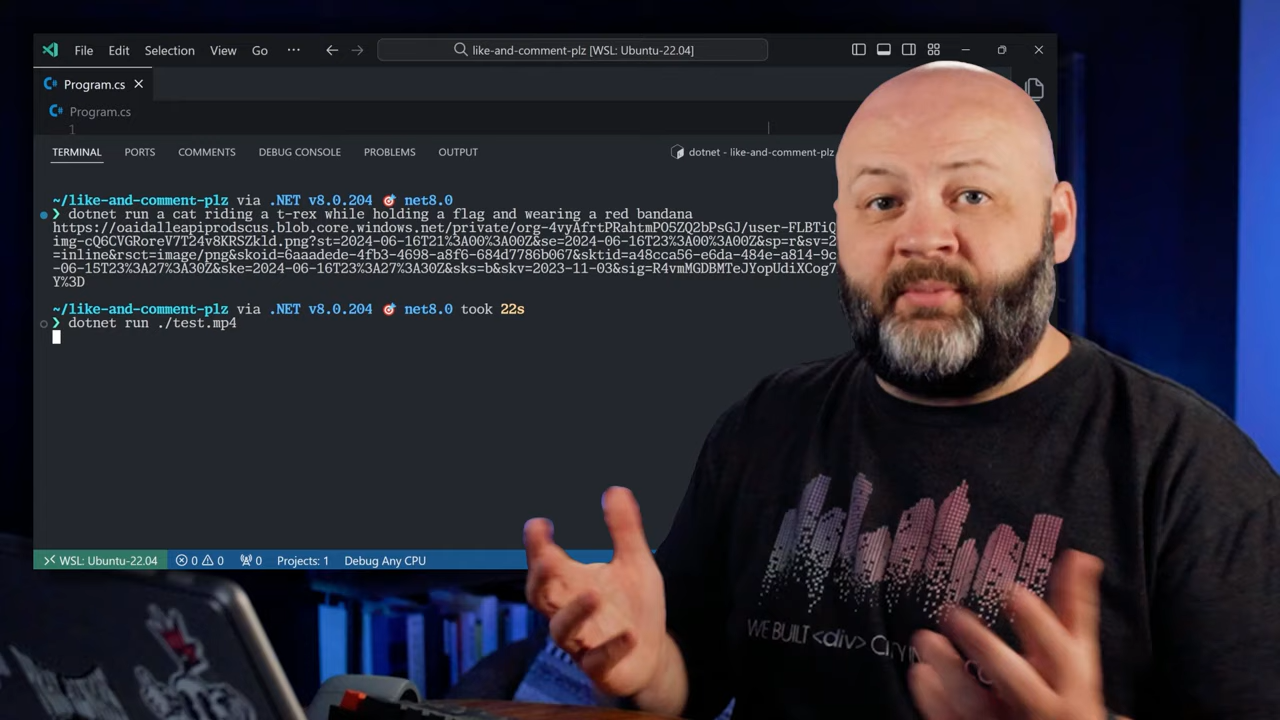 File Edit Selection View Go ··· ← → like-and-comment-plz [WSL: Ubuntu-22.04]
Program.cs
Program.cs
1
TERMINAL PORTS COMMENTS DEBUG CONSOLE PROBLEMS OUTPUT dotnet - like-and-comment-plz
~/like-and-comment-plz via .NET v8.0.204 🎯 net8.0
❯ dotnet run a cat riding a t-rex while holding a flag and wearing a red bandana
https://oaidalleapiprodscus.blob.core.windows.net/private/org-4vyAfrtPRahtmPO5ZQ2bPsGJ/user-FLBTiQ
img-cQ6CVGRoreV7T24v8KRSZkld.png?st=2024-06-16T21%3A00%3A00Z&se=2024-06-16T23%3A00%3A00Z&sp=r&sv=2
=inline&rsct=image/png&skoid=6aaadede-4fb3-4698-a8f6-684d7786b067&sktid=a48cca56-e6da-484e-a814-9c
-06-15T23%3A27%3A30Z&ske=2024-06-16T23%3A27%3A30Z&sks=b&skv=2023-11-03&sig=R4vmMGDBMTeJYopUdiXCog7
Y%3D
~/like-and-comment-plz via .NET v8.0.204 🎯 net8.0 took 22s
❯ dotnet run ./test.mp4
WSL: Ubuntu-22.04 0 0 0 Projects: 1 Debug Any CPU
WE BUILT <div>